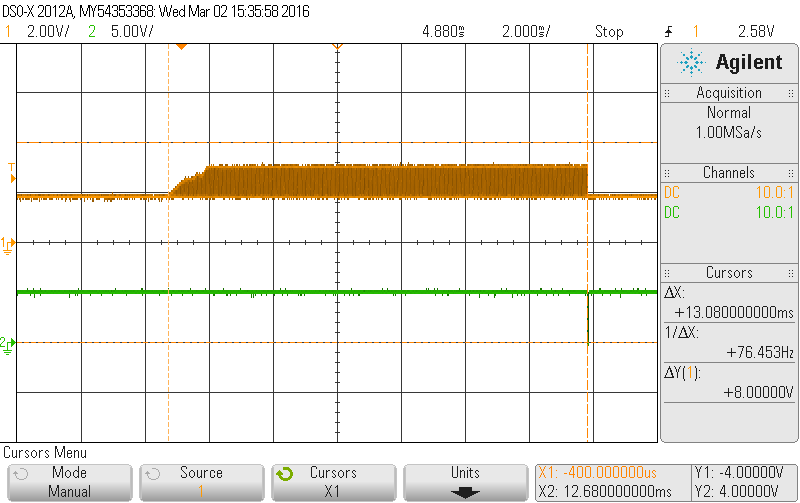 DSO-X 2012A, MY54353368: Wed Mar 02 15:35:58 2016
1 2.00V/ 2 5.00V/ 4.880ms 2.000s/ Stop 1 2.58V
Agilent
Acquisition
Normal
1.00MSa/s
Channels
DC 10.0:1
DC 10.0:1
Cursors
ΔX:
+13.080000000ms
1/ΔX:
+76.453Hz
ΔY(1):
+8.00000V
T
1
2
Cursors Menu
Mode
Manual
Source
1
Cursors
X1
Units
X1: -400.000000us
X2: 12.680000000ms
Y1: -4.00000V
Y2: 4.00000V